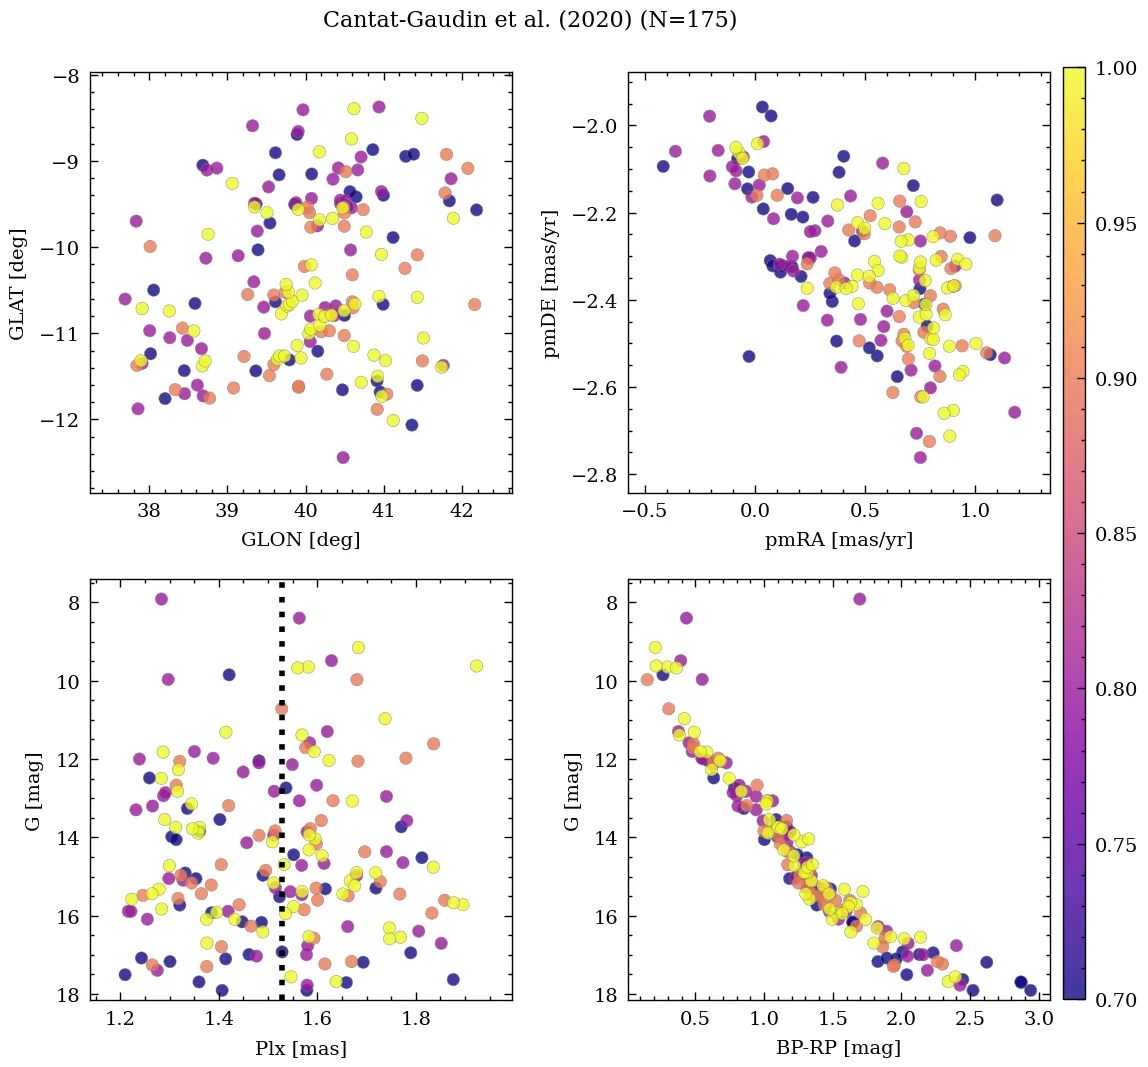 Cantat-Gaudin et al. (2020) (N=175)
−8
−9
−10
−11
−12
GLAT [deg]
38 39 40 41 42
GLON [deg]
−2.0
−2.2
−2.4
−2.6
−2.8
pmDE [mas/yr]
−0.5 0.0 0.5 1.0
pmRA [mas/yr]
8
10
12
14
16
18
G [mag]
1.2 1.4 1.6 1.8
Plx [mas]
8
10
12
14
16
18
G [mag]
0.5 1.0 1.5 2.0 2.5 3.0
BP-RP [mag]
1.00
0.95
0.90
0.85
0.80
0.75
0.70